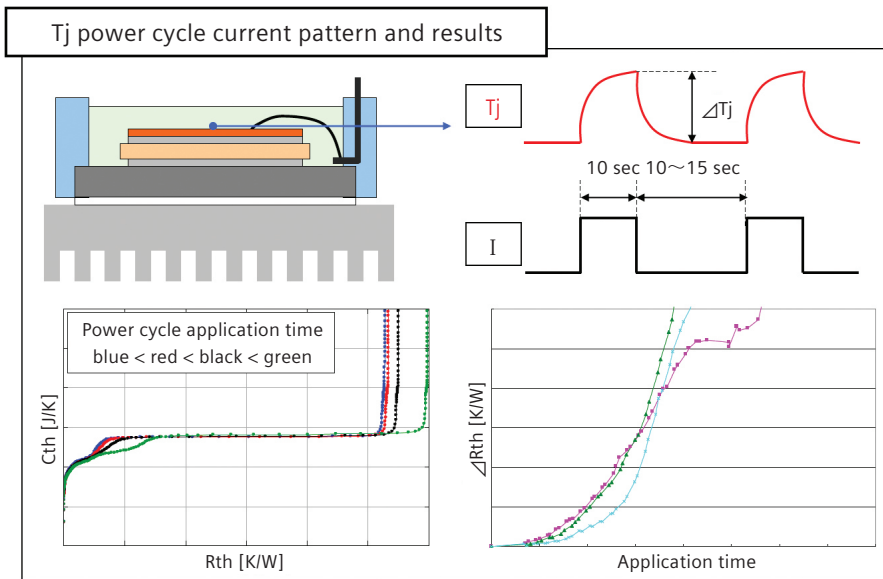 Tj power cycle current pattern and results
Tj
⊿Tj
10 sec 10～15 sec
I
Power cycle application time
blue < red < black < green
Cth [J/K]
Rth [K/W]
⊿Rth [K/W]
Application time